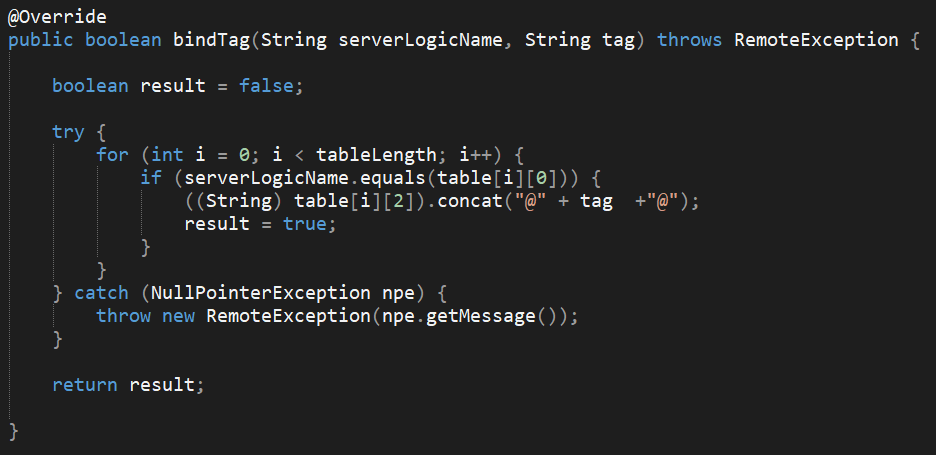 @Override
public boolean bindTag(String serverLogicName, String tag) throws RemoteException {
boolean result = false;
try {
for (int i = 0; i < tableLength; i++) {
if (serverLogicName.equals(table[i][0])) {
((String) table[i][2]).concat("@" + tag  +"@");
result = true;
}
}
} catch (NullPointerException npe) {
throw new RemoteException(npe.getMessage());
}
return result;
}